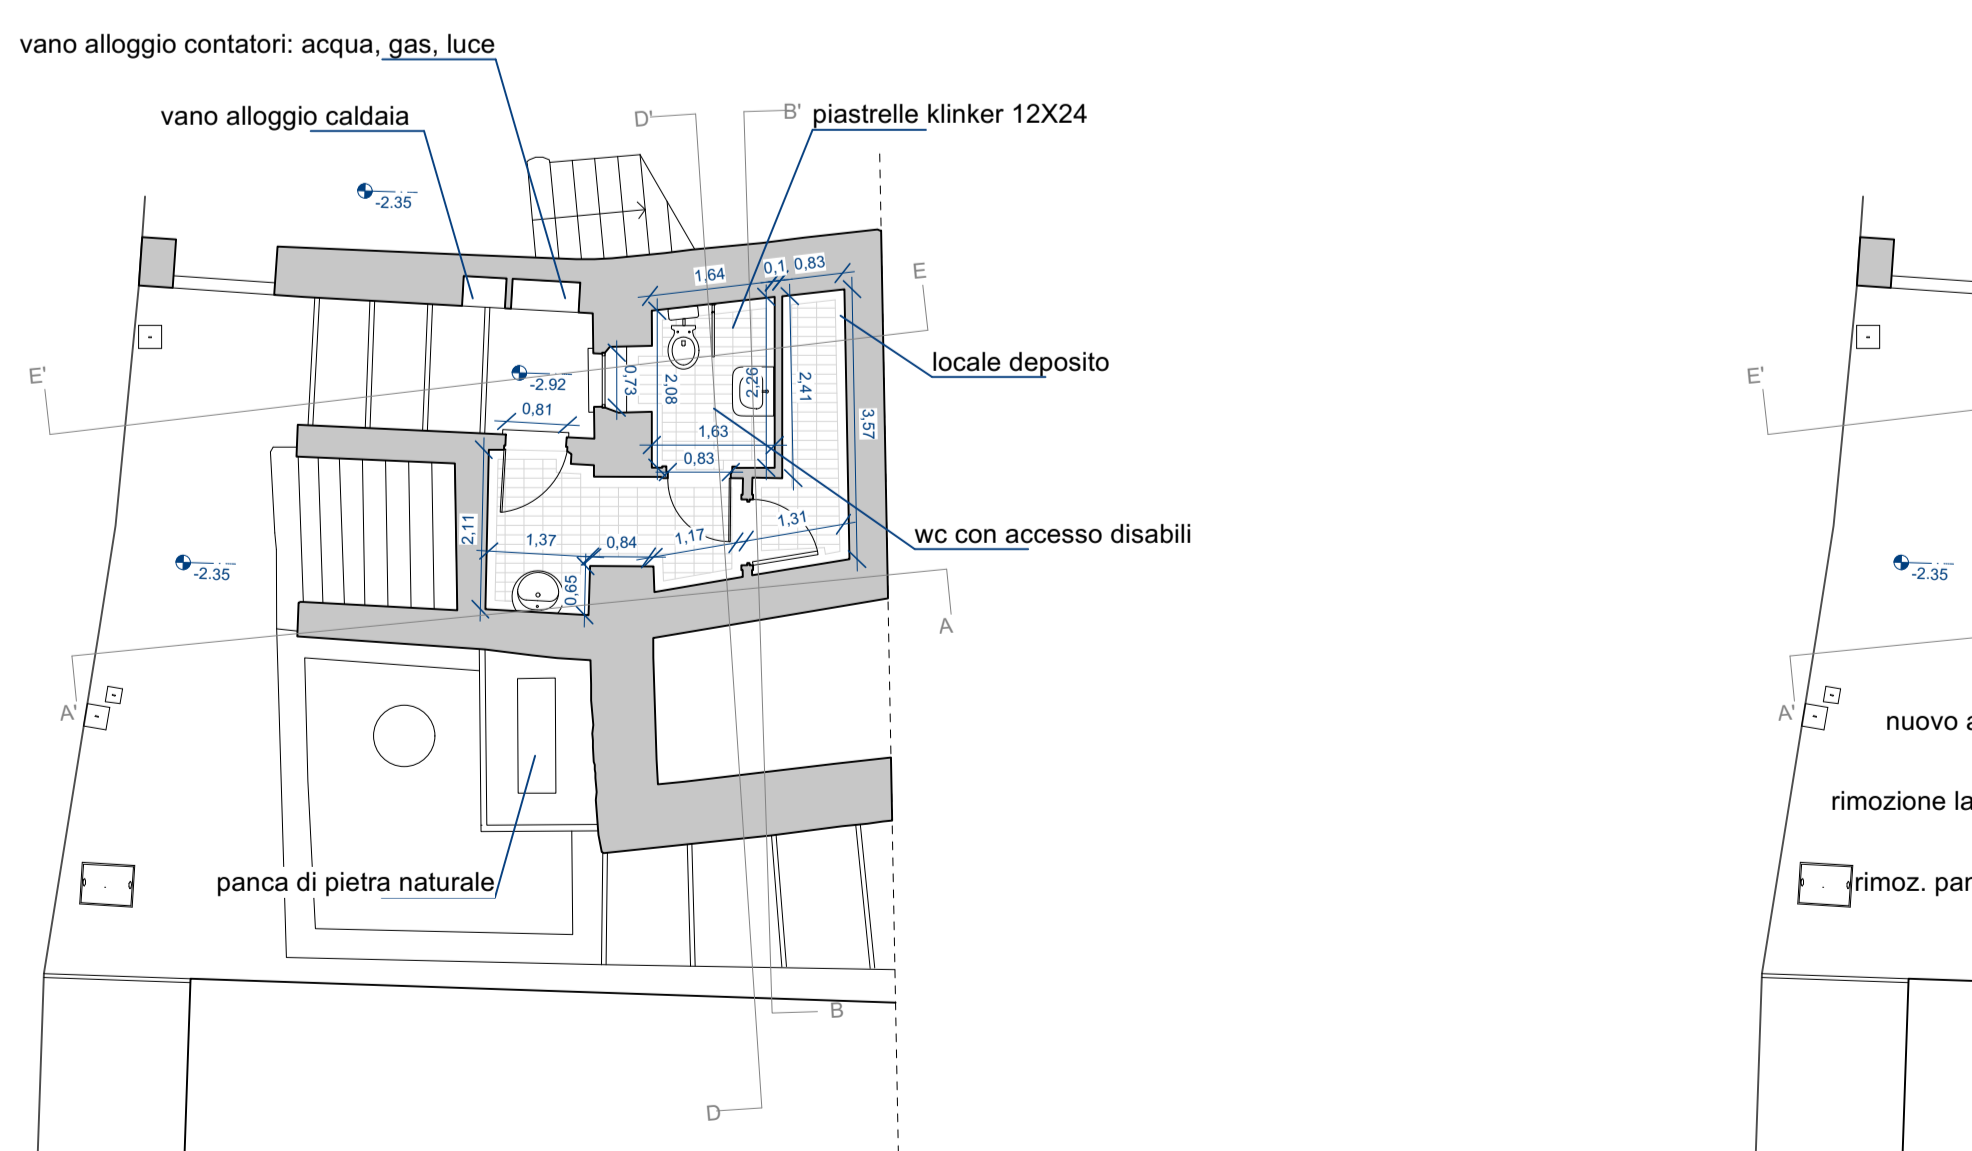 vano alloggio contatori: acqua, gas, luce
vano alloggio caldaia
D'
B'
piastrelle klinker 12X24
-2.35
1,64
0,1
0,83
E
E'
E'
-2.92
0,73
2,08
2,26
2,41
3,57
locale deposito
0,81
1,63
0,83
2,11
1,37
0,84
1,17
1,31
wc con accesso disabili
-2.35
-2.35
0,65
A
A'
A'
nuovo a
rimozione la
panca di pietra naturale
rimoz. par
B
D